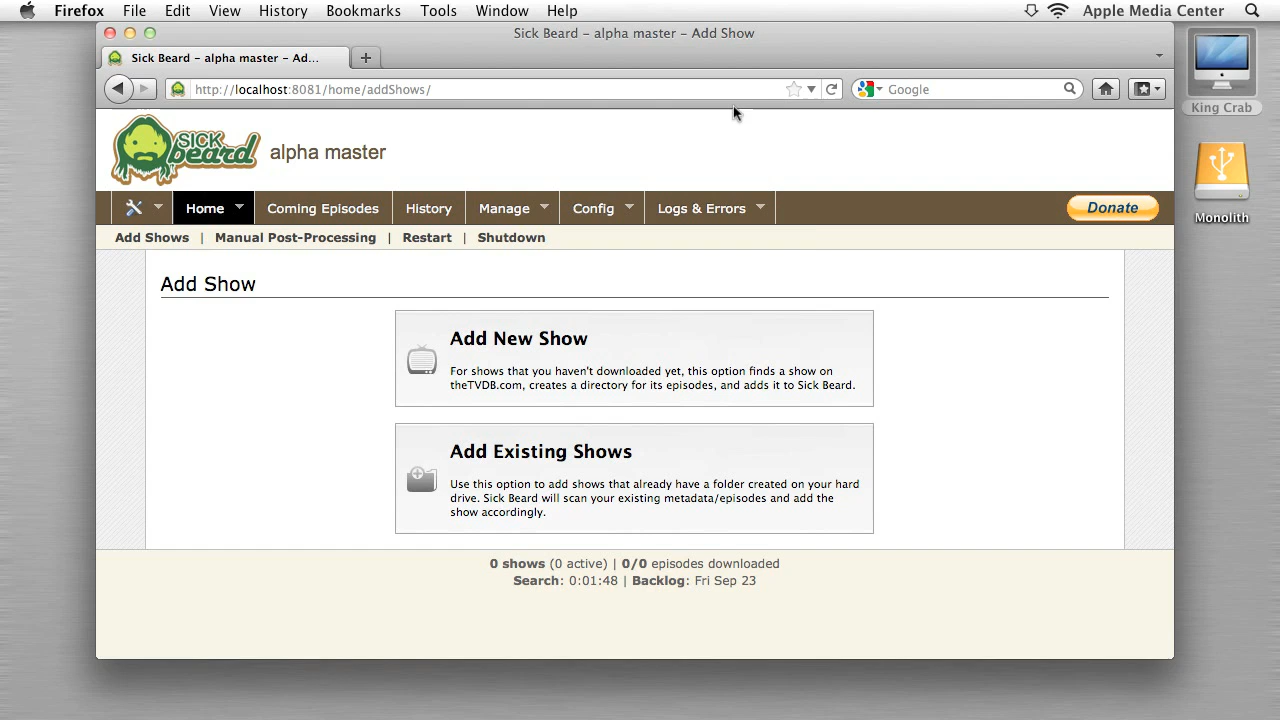 Firefox File Edit View History Bookmarks Tools Window Help Apple Media Center
Sick Beard – alpha master – Add Show
Sick Beard – alpha master – Ad...
http://localhost:8081/home/addShows/ Google
King Crab
SICK beard alpha master
Home Coming Episodes History Manage Config Logs & Errors Donate
Monolith
Add Shows | Manual Post-Processing | Restart | Shutdown
Add Show
Add New Show
For shows that you haven't downloaded yet, this option finds a show on
theTVDB.com, creates a directory for its episodes, and adds it to Sick Beard.
Add Existing Shows
Use this option to add shows that already have a folder created on your hard
drive. Sick Beard will scan your existing metadata/episodes and add the
show accordingly.
0 shows (0 active) | 0/0 episodes downloaded
Search: 0:01:48 | Backlog: Fri Sep 23